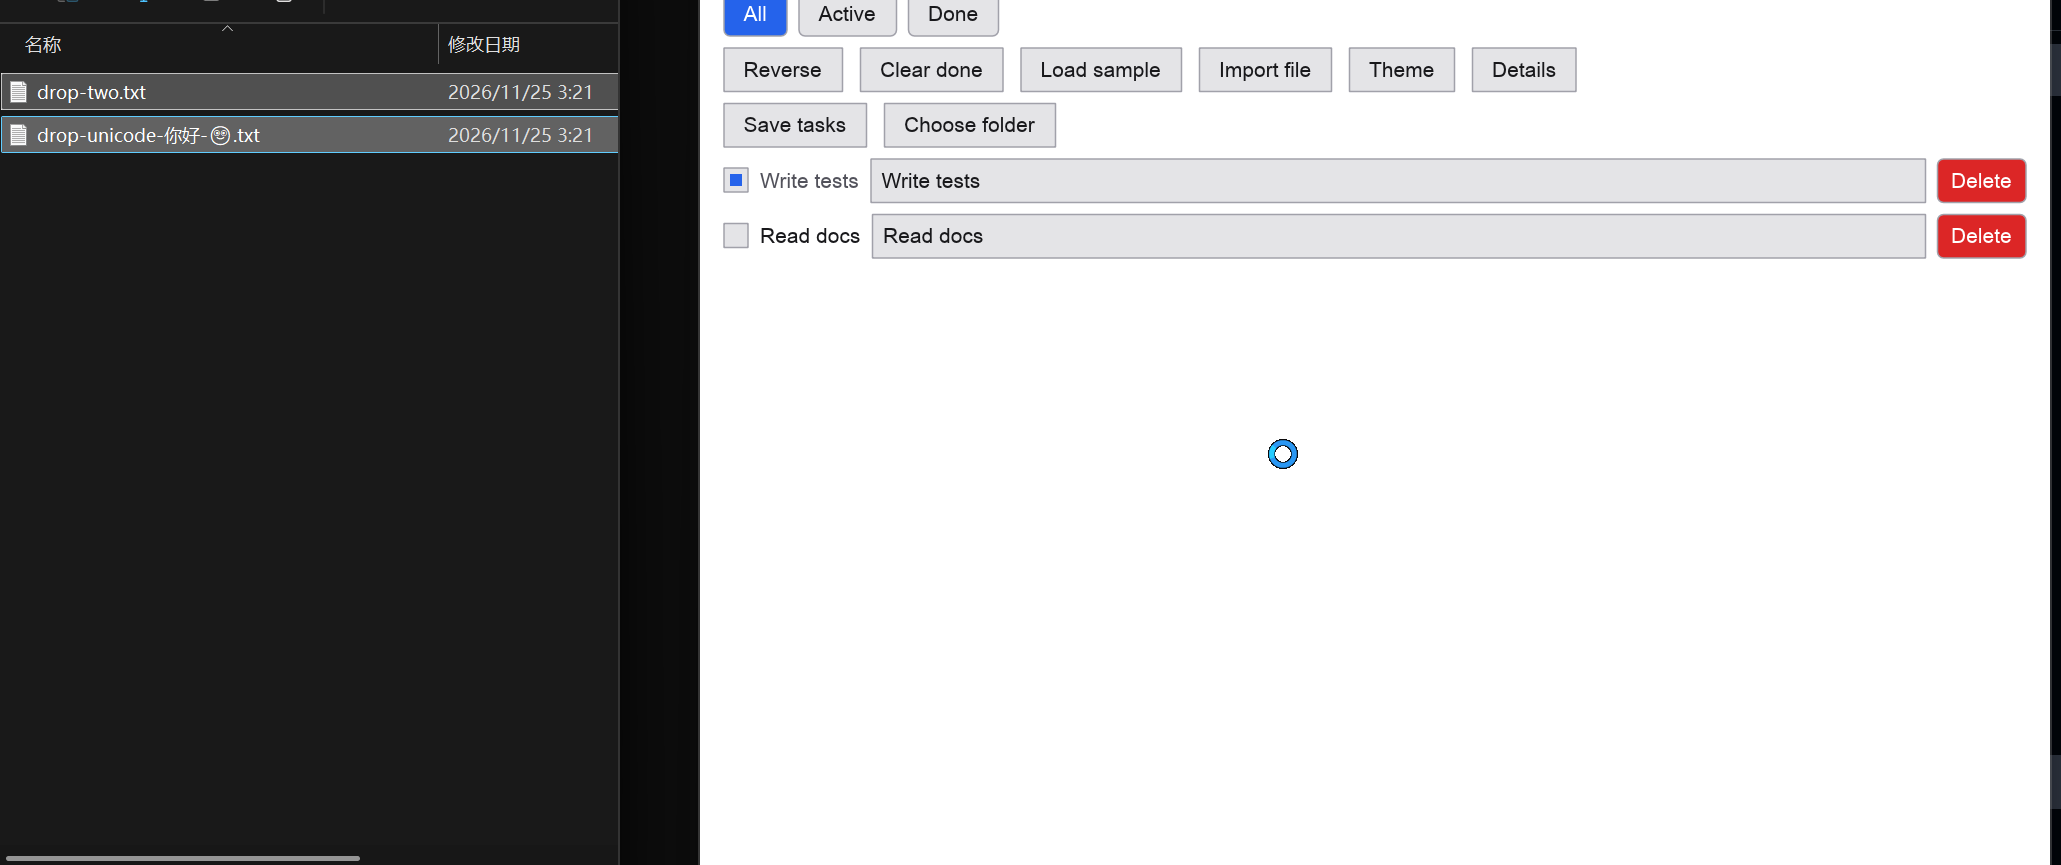 名称 修改日期
drop-two.txt 2026/11/25 3:21
drop-unicode-你好-🥺.txt 2026/11/25 3:21
All Active Done
Reverse Clear done Load sample Import file Theme Details
Save tasks Choose folder
Write tests Write tests Delete
Read docs Read docs Delete